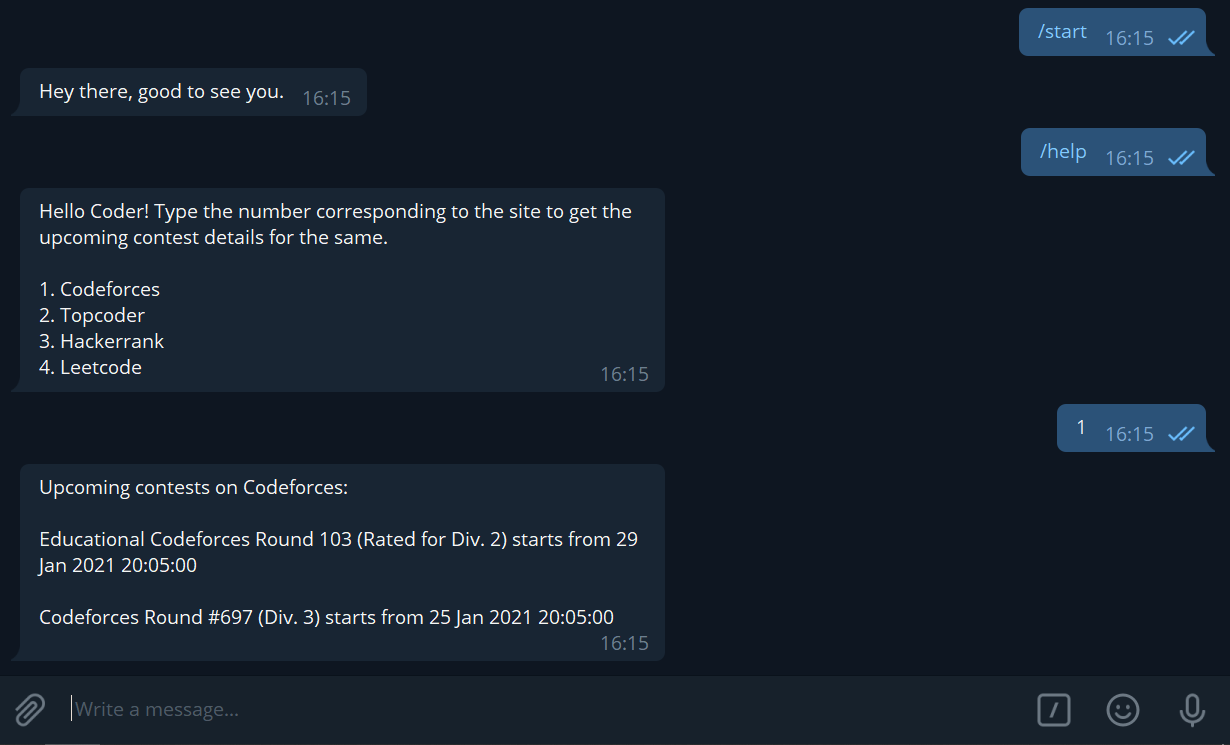 /start 16:15
Hey there, good to see you. 16:15
/help 16:15
Hello Coder! Type the number corresponding to the site to get the
upcoming contest details for the same.
1. Codeforces
2. Topcoder
3. Hackerrank
4. Leetcode
16:15
1 16:15
Upcoming contests on Codeforces:
Educational Codeforces Round 103 (Rated for Div. 2) starts from 29
Jan 2021 20:05:00
Codeforces Round #697 (Div. 3) starts from 25 Jan 2021 20:05:00
16:15
Write a message...